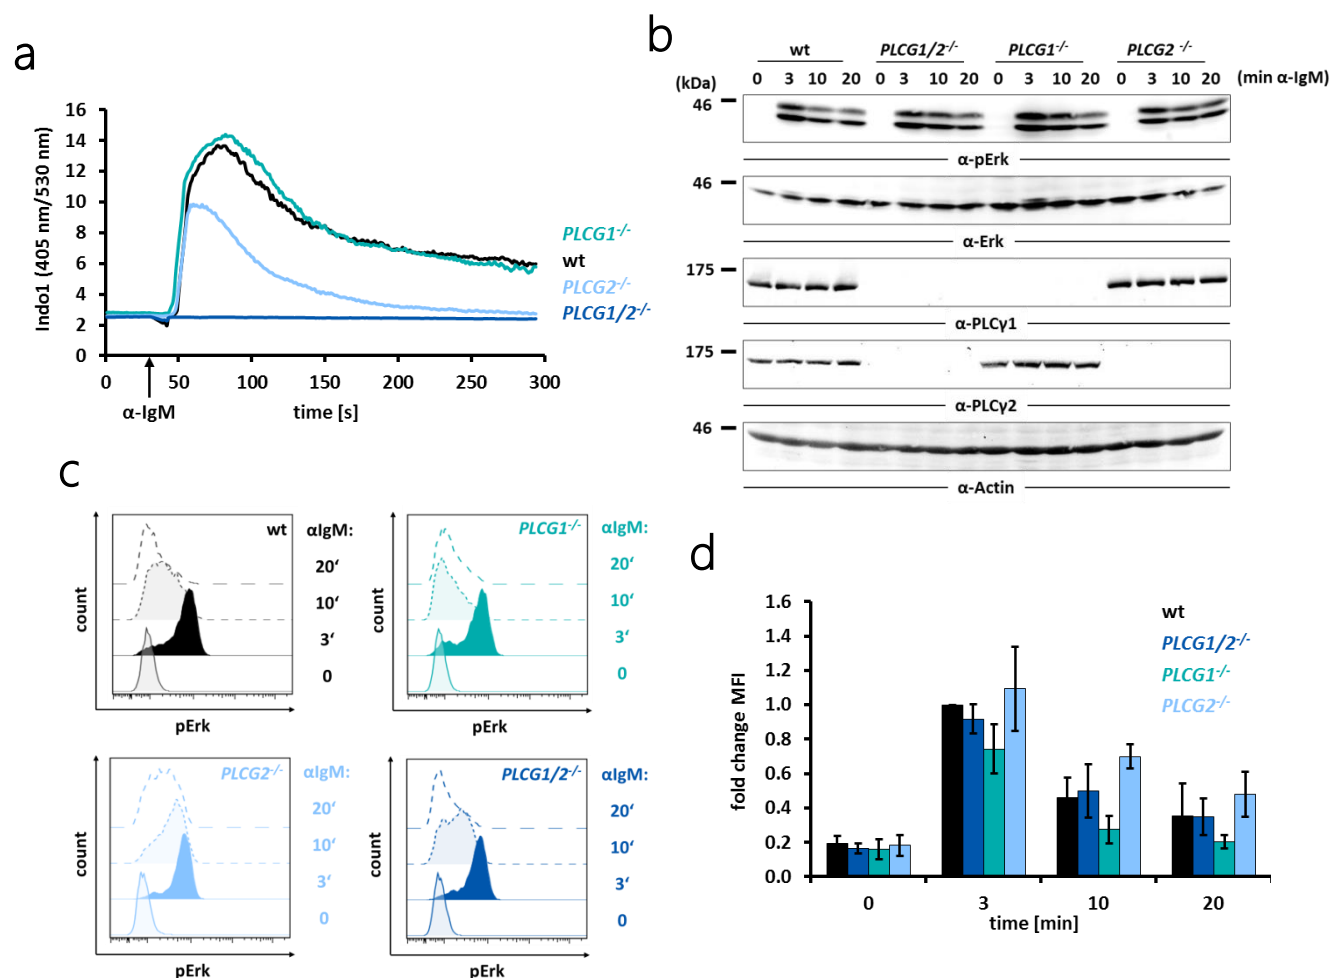 a
Indo1 (405 nm/530 nm)
16
14
12
10
8
6
4
2
0
0 50 100 150 200 250 300
α-IgM
time [s]
PLCG1-/-
wt
PLCG2-/-
PLCG1/2-/-
b
wt PLCG1/2-/- PLCG1-/- PLCG2 -/-
(kDa) 0 3 10 20 0 3 10 20 0 3 10 20 0 3 10 20 (min α-IgM)
46
α-pErk
46
α-Erk
175
α-PLCγ1
175
α-PLCγ2
46
α-Actin
c
wt αIgM:
20‘
10‘
3‘
0
count
pErk
PLCG1-/- αIgM:
20‘
10‘
3‘
0
count
pErk
PLCG2-/- αIgM:
20‘
10‘
3‘
0
count
pErk
PLCG1/2-/- αIgM:
20‘
10‘
3‘
0
count
pErk
d
fold change MFI
1.6
1.4
1.2
1.0
0.8
0.6
0.4
0.2
0.0
0 3 10 20
time [min]
wt
PLCG1/2-/-
PLCG1-/-
PLCG2-/-